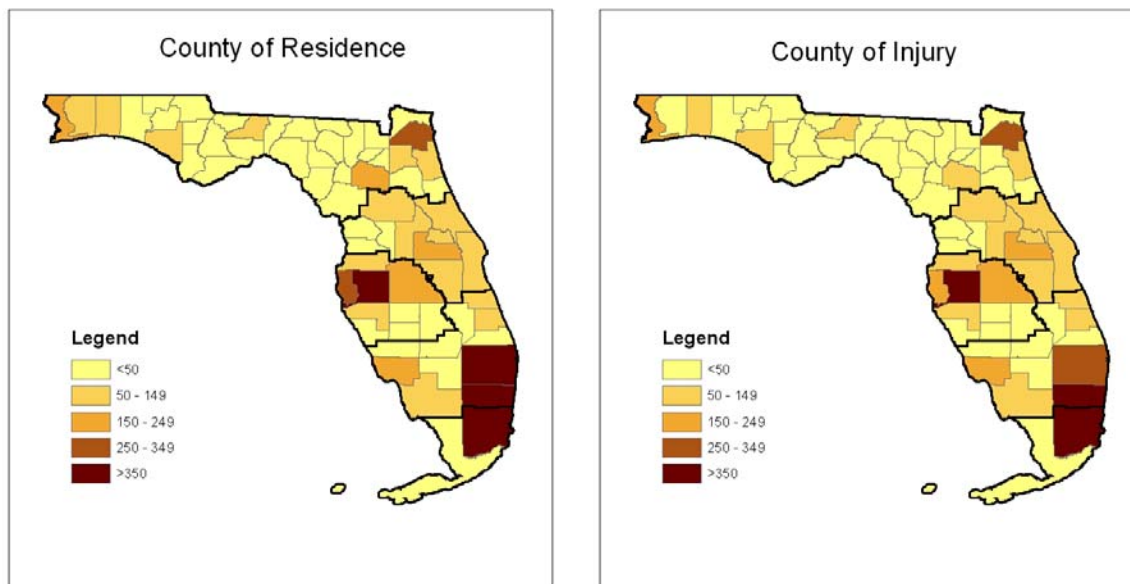 County of Residence
Legend
<50
50 - 149
150 - 249
250 - 349
>350
County of Injury
Legend
<50
50 - 149
150 - 249
250 - 349
>350